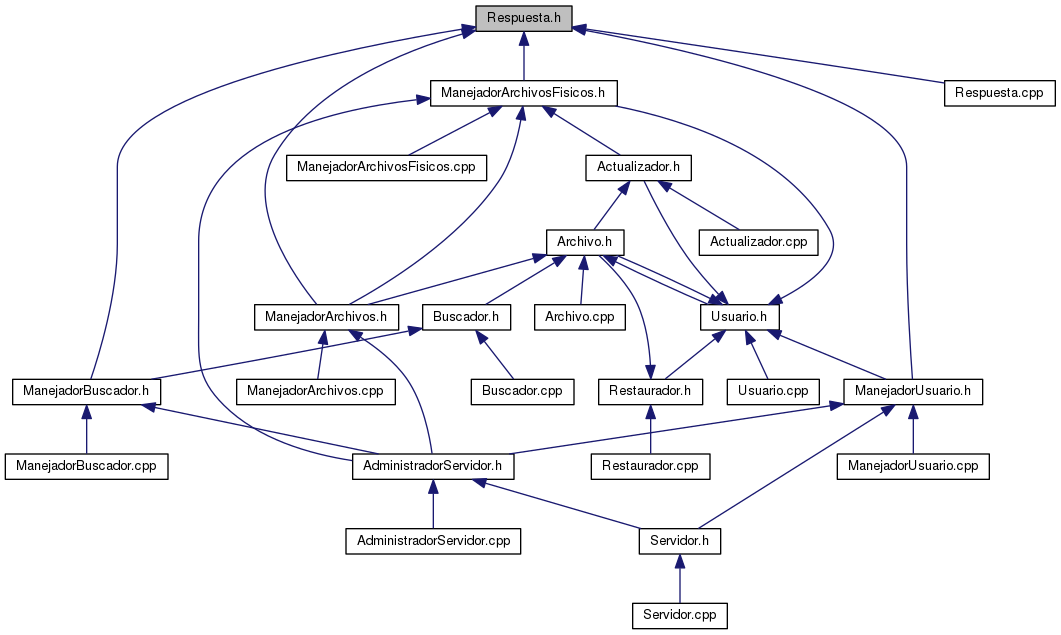 Respuesta.h
ManejadorArchivosFisicos.h
Respuesta.cpp
ManejadorArchivosFisicos.cpp
Actualizador.h
Archivo.h
Actualizador.cpp
ManejadorArchivos.h
Buscador.h
Archivo.cpp
Usuario.h
ManejadorBuscador.h
ManejadorArchivos.cpp
Buscador.cpp
Restaurador.h
Usuario.cpp
ManejadorUsuario.h
ManejadorBuscador.cpp
AdministradorServidor.h
Restaurador.cpp
ManejadorUsuario.cpp
AdministradorServidor.cpp
Servidor.h
Servidor.cpp